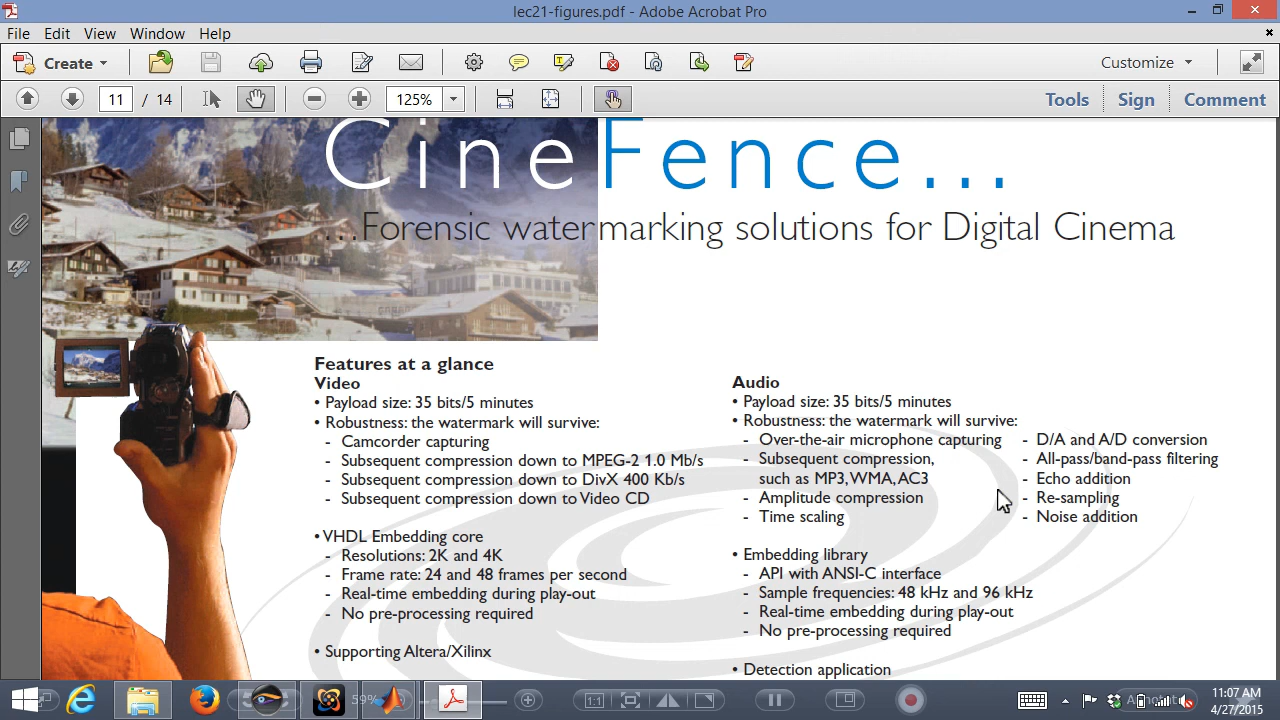 lec21-figures.pdf - Adobe Acrobat Pro
File Edit View Window Help
Create
Customize
11 / 14
125%
Tools Sign Comment
CineFence...
...Forensic watermarking solutions for Digital Cinema
Features at a glance
Video
• Payload size: 35 bits/5 minutes
• Robustness: the watermark will survive:
- Camcorder capturing
- Subsequent compression down to MPEG-2 1.0 Mb/s
- Subsequent compression down to DivX 400 Kb/s
- Subsequent compression down to Video CD
• VHDL Embedding core
- Resolutions: 2K and 4K
- Frame rate: 24 and 48 frames per second
- Real-time embedding during play-out
- No pre-processing required
• Supporting Altera/Xilinx
Audio
• Payload size: 35 bits/5 minutes
• Robustness: the watermark will survive:
- Over-the-air microphone capturing
- Subsequent compression,
such as MP3, WMA, AC3
- Amplitude compression
- Time scaling
- D/A and A/D conversion
- All-pass/band-pass filtering
- Echo addition
- Re-sampling
- Noise addition
• Embedding library
- API with ANSI-C interface
- Sample frequencies: 48 kHz and 96 kHz
- Real-time embedding during play-out
- No pre-processing required
• Detection application
59%
1:1
11:07 AM
4/27/2015